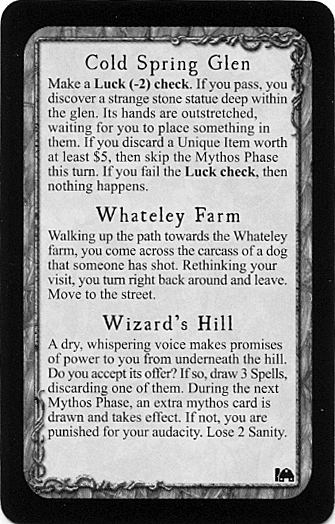 Cold Spring Glen
Make a Luck (-2) check. If you pass, you
discover a strange stone statue deep within
the glen. Its hands are outstretched,
waiting for you to place something in
them. If you discard a Unique Item worth
at least $5, then skip the Mythos Phase
this turn. If you fail the Luck check, then
nothing happens.
Whateley Farm
Walking up the path towards the Whateley
farm, you come across the carcass of a dog
that someone has shot. Rethinking your
visit, you turn right back around and leave.
Move to the street.
Wizard's Hill
A dry, whispering voice makes promises
of power to you from underneath the hill.
Do you accept its offer? If so, draw 3 Spells,
discarding one of them. During the next
Mythos Phase, an extra mythos card is
drawn and takes effect. If not, you are
punished for your audacity. Lose 2 Sanity.